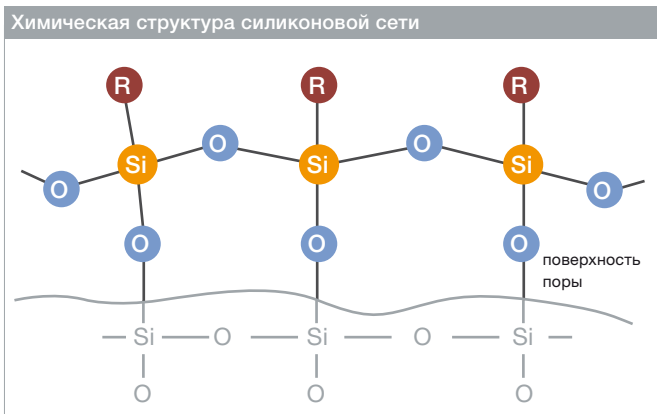 Химическая структура силиконовой сети
R R R
O O
Si Si Si
O O
O O O
поверхность
поры
Si O Si O Si
O O O